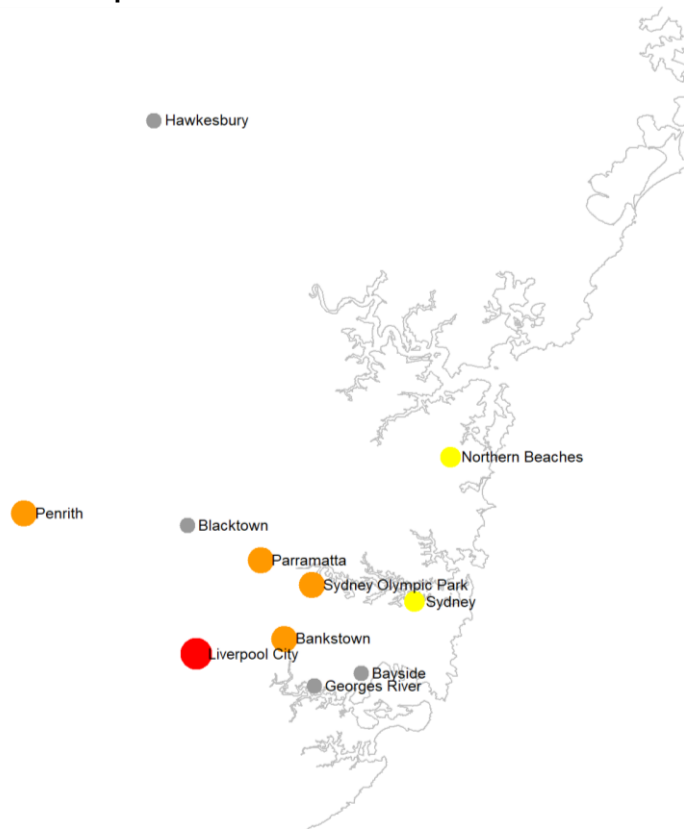 Hawkesbury
Northern Beaches
Penrith
Blacktown
Parramatta
Sydney Olympic Park
Sydney
Bankstown
Liverpool City
Bayside
Georges River